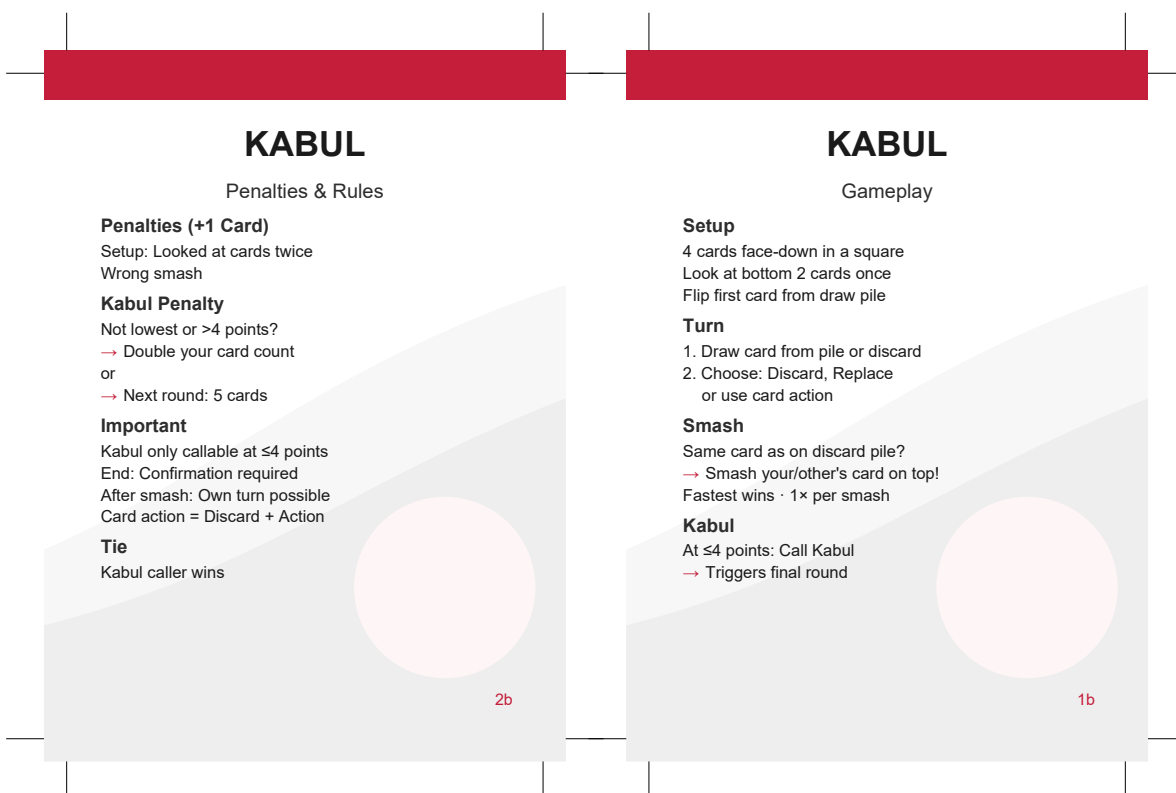 KABUL
Penalties & Rules
Penalties (+1 Card)
Setup: Looked at cards twice
Wrong smash
Kabul Penalty
Not lowest or >4 points?
→ Double your card count
or
→ Next round: 5 cards
Important
Kabul only callable at ≤4 points
End: Confirmation required
After smash: Own turn possible
Card action = Discard + Action
Tie
Kabul caller wins
2b
KABUL
Gameplay
Setup
4 cards face-down in a square
Look at bottom 2 cards once
Flip first card from draw pile
Turn
1. Draw card from pile or discard
2. Choose: Discard, Replace
or use card action
Smash
Same card as on discard pile?
→ Smash your/other's card on top!
Fastest wins · 1× per smash
Kabul
At ≤4 points: Call Kabul
→ Triggers final round
1b